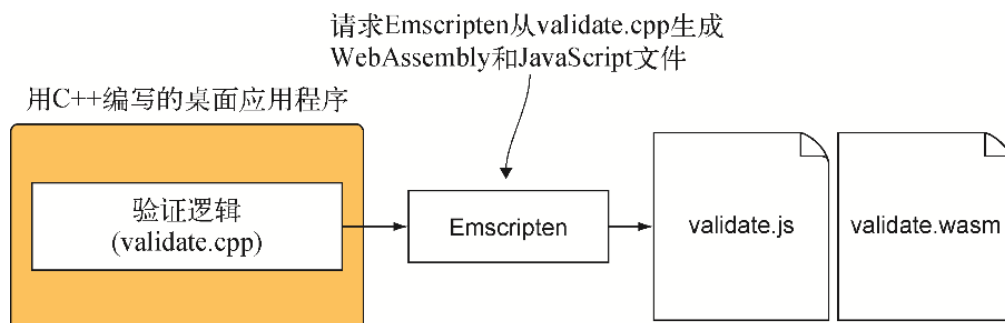 请求Emscripten从validate.cpp生成
WebAssembly和JavaScript文件
用C++编写的桌面应用程序
验证逻辑
(validate.cpp)
Emscripten
validate.js
validate.wasm